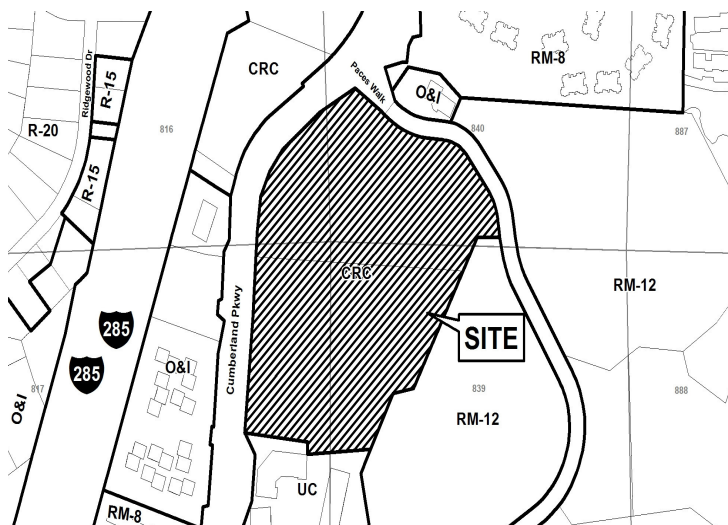 CRC
Paces Walk
RM-8
Ridgewood Dr
R-15
O&I
R-20
816
840
887
R-15
CRC
RM-12
285
Cumberland Pkwy
SITE
285
O&I
817
839
888
O&I
RM-12
UC
RM-8